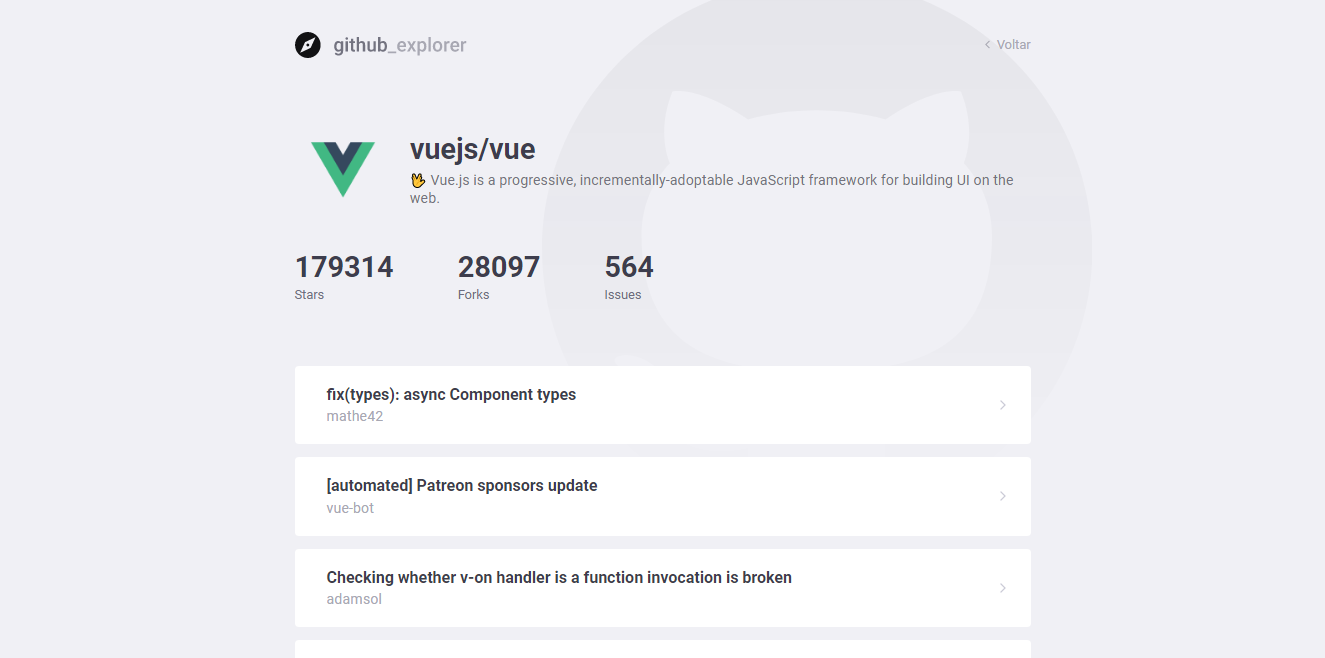 github_explorer
Voltar
vuejs/vue
🖖 Vue.js is a progressive, incrementally-adoptable JavaScript framework for building UI on the
web.
179314 28097 564
Stars Forks Issues
fix(types): async Component types
mathe42
[automated] Patreon sponsors update
vue-bot
Checking whether v-on handler is a function invocation is broken
adamsol